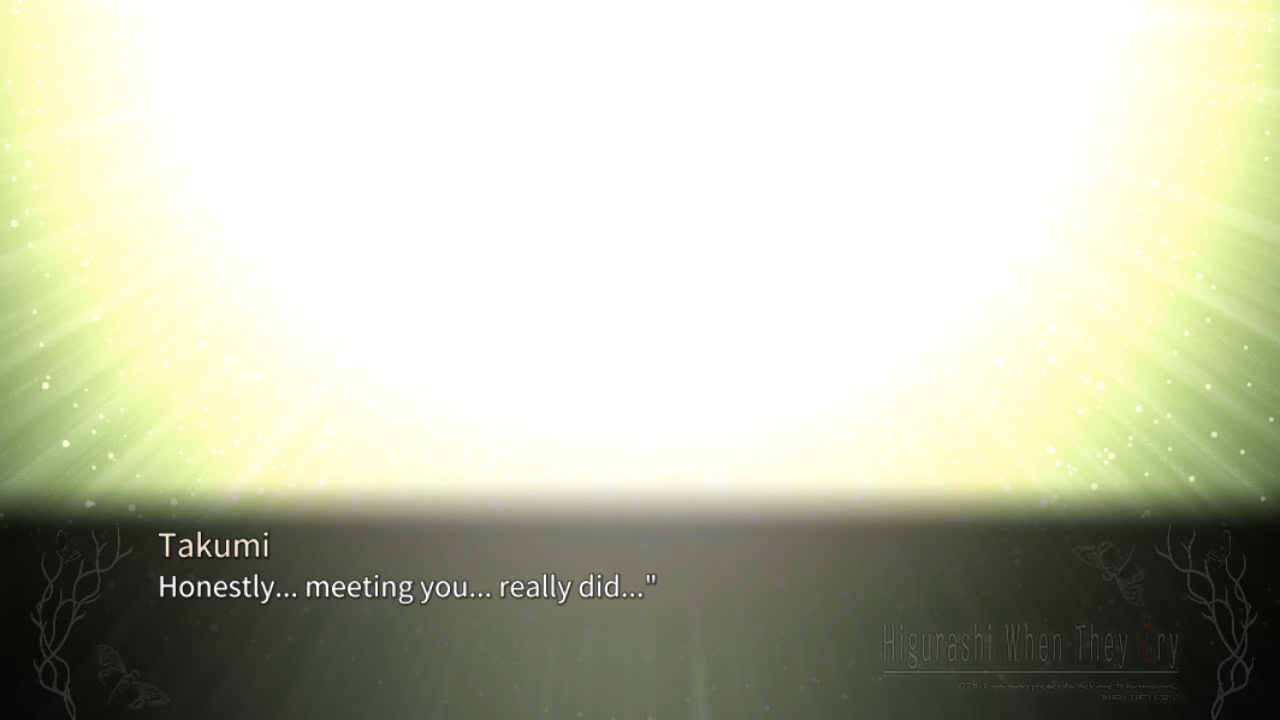 Takumi
Honestly... meeting you... really did..."
Higurashi When They Cry